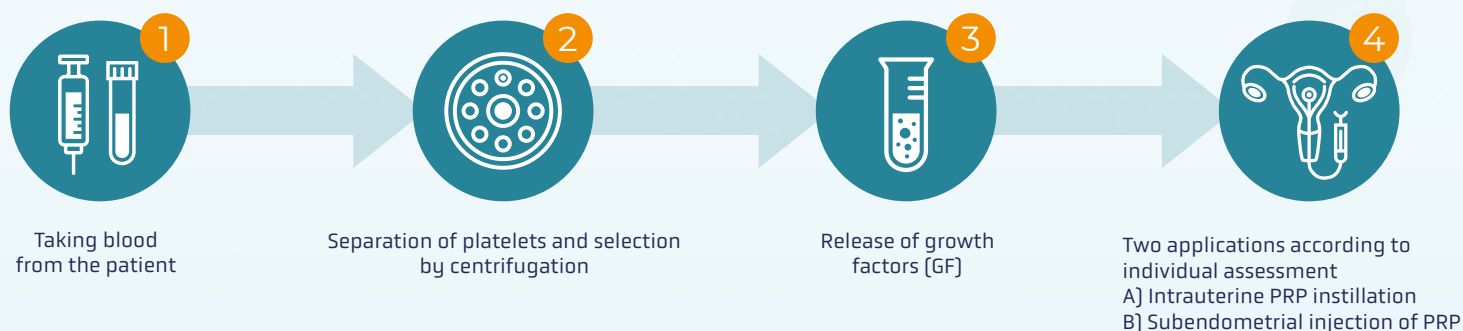 1
Taking blood
from the patient
2
Separation of platelets and selection
by centrifugation
3
Release of growth
factors (GF)
4
Two applications according to
individual assessment
A) Intrauterine PRP instillation
B) Subendometrial injection of PRP